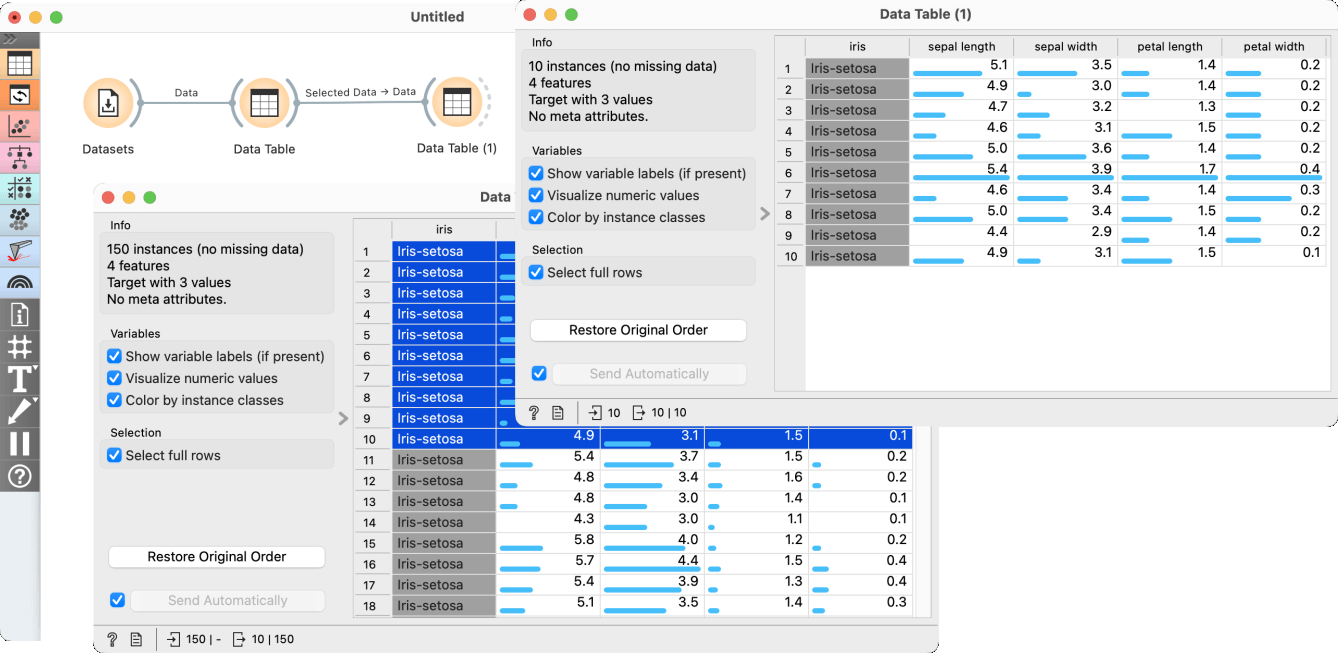 Untitled
Data
Selected Data → Data
Datasets
Data Table
Data Table (1)
Data
Info
150 instances (no missing data)
4 features
Target with 3 values
No meta attributes.
Variables
Show variable labels (if present)
Visualize numeric values
Color by instance classes
Selection
Select full rows
Restore Original Order
Send Automatically
iris
1 Iris-setosa
2 Iris-setosa
3 Iris-setosa
4 Iris-setosa
5 Iris-setosa
6 Iris-setosa
7 Iris-setosa
8 Iris-setosa
9 Iris-setosa
10 Iris-setosa 4.9 3.1 1.5 0.1
11 Iris-setosa 5.4 3.7 1.5 0.2
12 Iris-setosa 4.8 3.4 1.6 0.2
13 Iris-setosa 4.8 3.0 1.4 0.1
14 Iris-setosa 4.3 3.0 1.1 0.1
15 Iris-setosa 5.8 4.0 1.2 0.2
16 Iris-setosa 5.7 4.4 1.5 0.4
17 Iris-setosa 5.4 3.9 1.3 0.4
18 Iris-setosa 5.1 3.5 1.4 0.3
? 150 | - 10 | 150
Data Table (1)
Info
10 instances (no missing data)
4 features
Target with 3 values
No meta attributes.
Variables
Show variable labels (if present)
Visualize numeric values
Color by instance classes
Selection
Select full rows
Restore Original Order
Send Automatically
iris sepal length sepal width petal length petal width
1 Iris-setosa 5.1 3.5 1.4 0.2
2 Iris-setosa 4.9 3.0 1.4 0.2
3 Iris-setosa 4.7 3.2 1.3 0.2
4 Iris-setosa 4.6 3.1 1.5 0.2
5 Iris-setosa 5.0 3.6 1.4 0.2
6 Iris-setosa 5.4 3.9 1.7 0.4
7 Iris-setosa 4.6 3.4 1.4 0.3
8 Iris-setosa 5.0 3.4 1.5 0.2
9 Iris-setosa 4.4 2.9 1.4 0.2
10 Iris-setosa 4.9 3.1 1.5 0.1
? 10 10 | 10